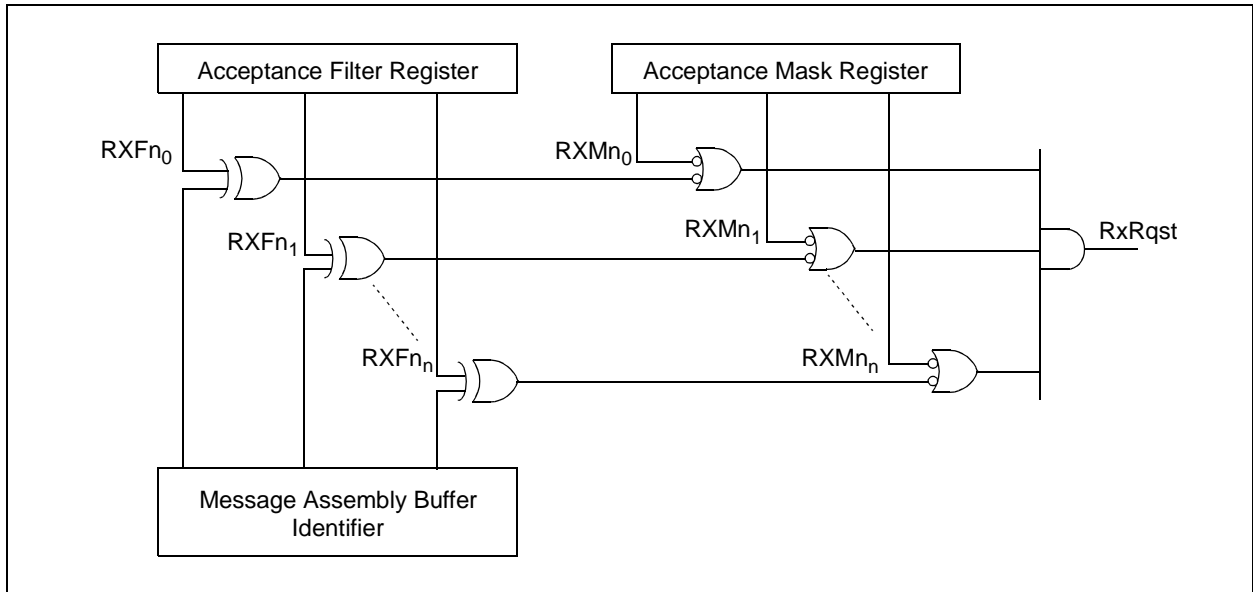 Acceptance Filter Register
Acceptance Mask Register
RXFn0
RXMn0
RXFn1
RXMn1
RxRqst
RXFnn
RXMnn
Message Assembly Buffer
Identifier